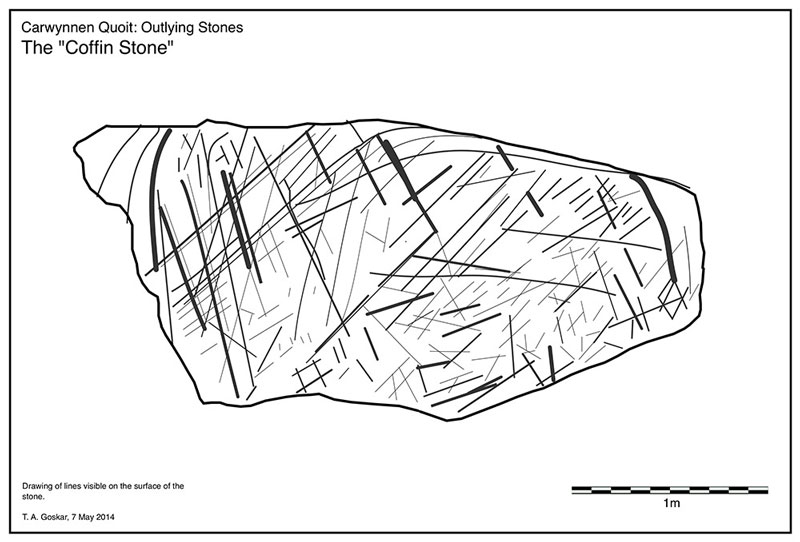 Carwynnen Quoit: Outlying Stones
The "Coffin Stone"
Drawing of lines visible on the surface of the
stone.
T. A. Goskar, 7 May 2014
1m